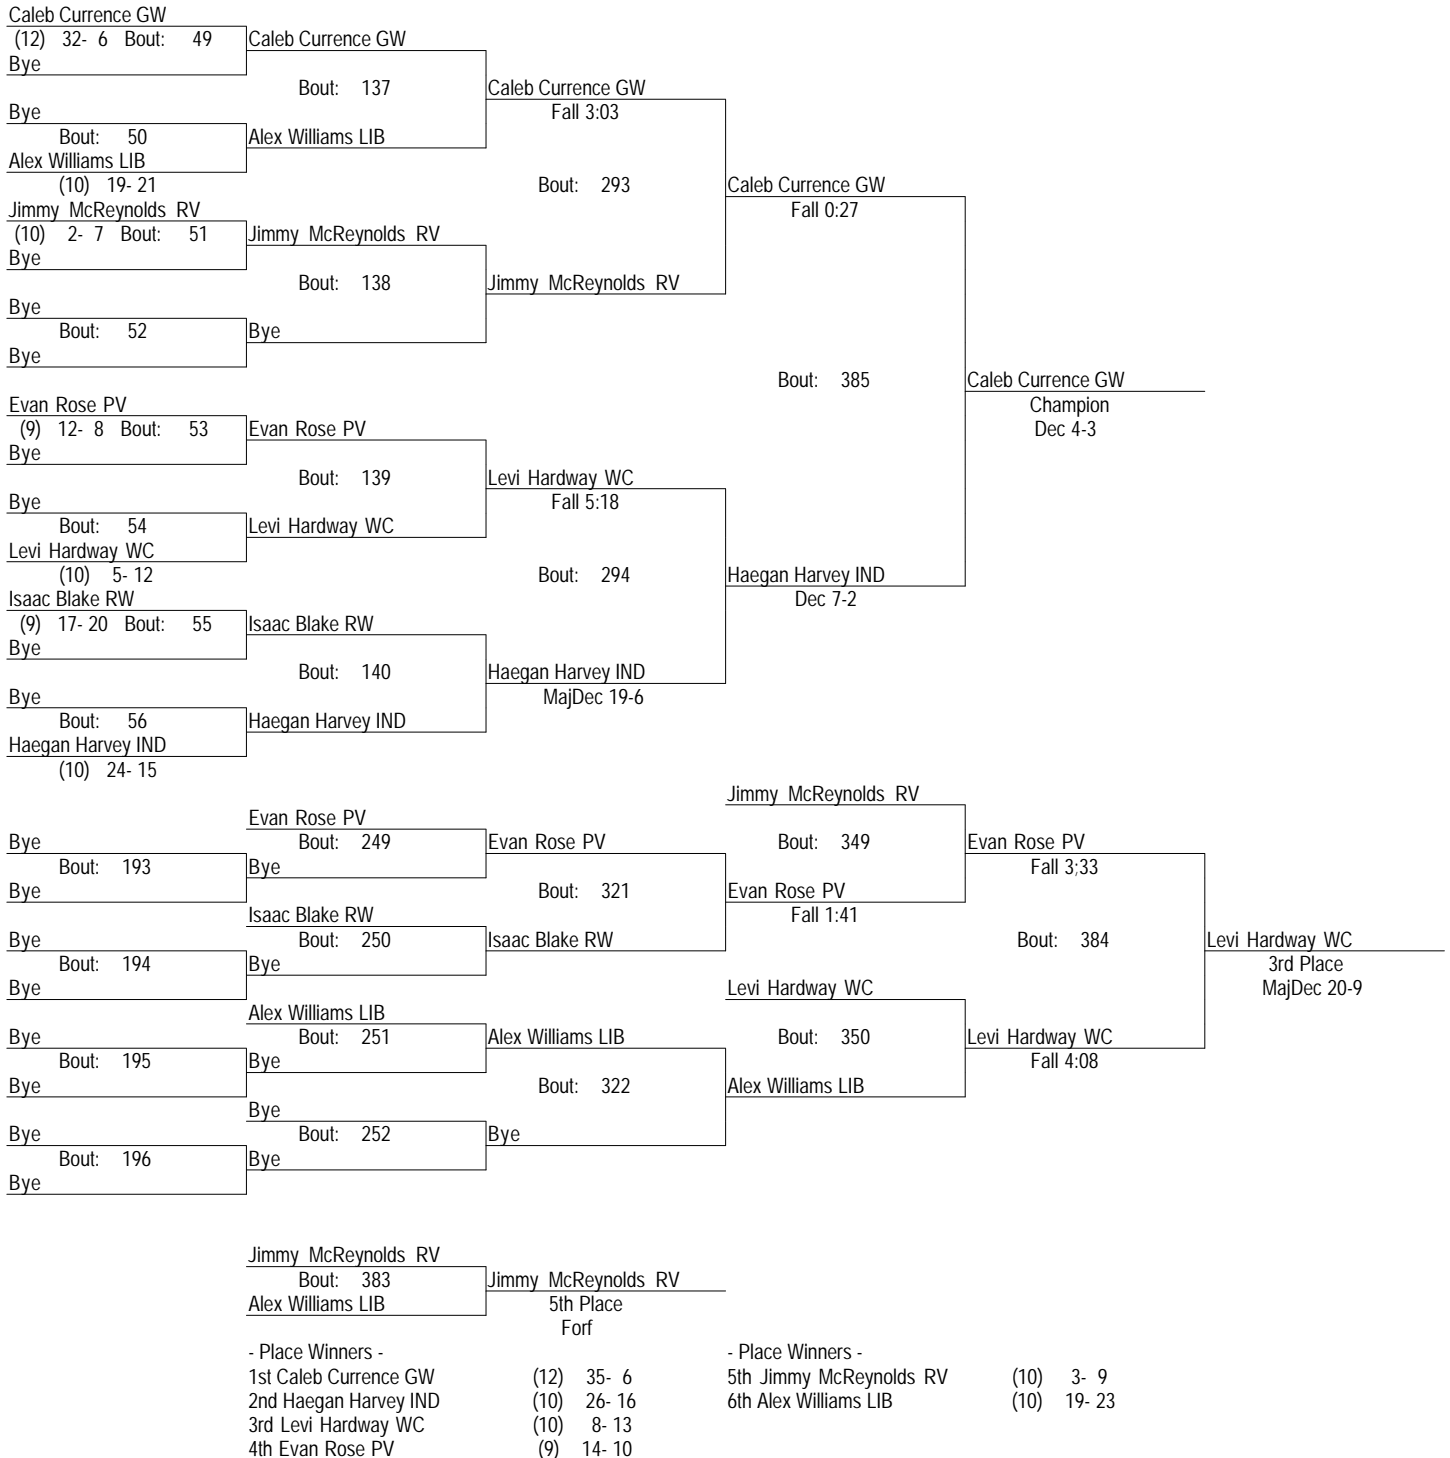 Caleb Currence GW
(12) 32- 6 Bout: 49
Caleb Currence GW
Bye
Bout: 137
Caleb Currence GW
Bye
Fall 3:03
Bout: 50
Alex Williams LIB
Alex Williams LIB
(10) 19- 21
Bout: 293
Caleb Currence GW
Jimmy McReynolds RV
Fall 0:27
(10) 2- 7 Bout: 51
Jimmy McReynolds RV
Bye
Bout: 138
Jimmy McReynolds RV
Bye
Bout: 52
Bye
Bye
Bout: 385
Caleb Currence GW
Evan Rose PV
Champion
(9) 12- 8 Bout: 53
Evan Rose PV
Dec 4-3
Bye
Bout: 139
Levi Hardway WC
Bye
Fall 5:18
Bout: 54
Levi Hardway WC
Levi Hardway WC
(10) 5- 12
Bout: 294
Haegan Harvey IND
Isaac Blake RW
Dec 7-2
(9) 17- 20 Bout: 55
Isaac Blake RW
Bye
Bout: 140
Haegan Harvey IND
Bye
MajDec 19-6
Bout: 56
Haegan Harvey IND
Haegan Harvey IND
(10) 24- 15
Jimmy McReynolds RV
Evan Rose PV
Bye
Bout: 249
Evan Rose PV
Bout: 349
Evan Rose PV
Bout: 193
Bye
Fall 3;33
Bye
Bout: 321
Evan Rose PV
Isaac Blake RW
Fall 1:41
Bye
Bout: 250
Isaac Blake RW
Bout: 384
Levi Hardway WC
Bout: 194
Bye
3rd Place
Bye
Levi Hardway WC
MajDec 20-9
Alex Williams LIB
Bye
Bout: 251
Alex Williams LIB
Bout: 350
Levi Hardway WC
Bout: 195
Bye
Fall 4:08
Bye
Bout: 322
Alex Williams LIB
Bye
Bye
Bout: 252
Bye
Bout: 196
Bye
Bye
Jimmy McReynolds RV
Bout: 383
Jimmy McReynolds RV
Alex Williams LIB
5th Place
Forf
- Place Winners -
1st Caleb Currence GW (12) 35- 6
2nd Haegan Harvey IND (10) 26- 16
3rd Levi Hardway WC (10) 8- 13
4th Evan Rose PV (9) 14- 10
- Place Winners -
5th Jimmy McReynolds RV (10) 3- 9
6th Alex Williams LIB (10) 19- 23